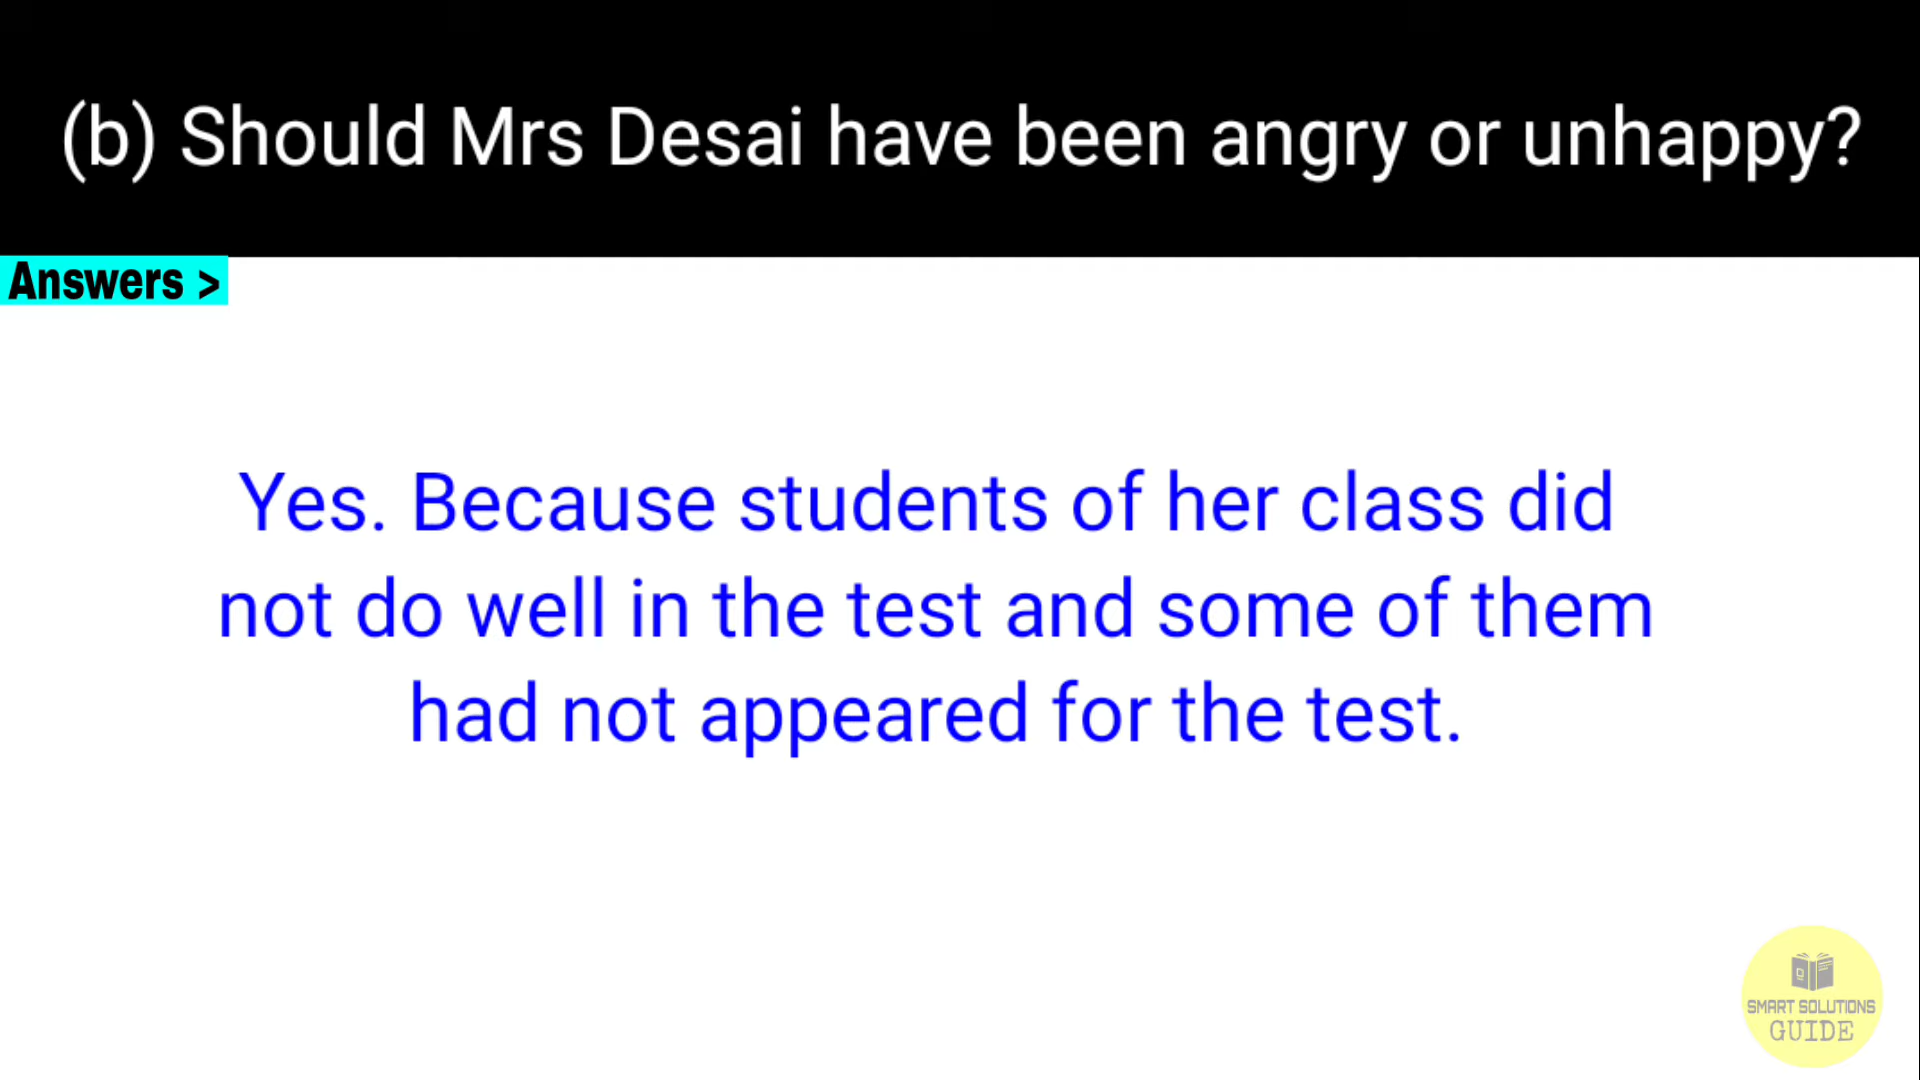 (b) Should Mrs Desai have been angry or unhappy?
Answers >
Yes. Because students of her class did
not do well in the test and some of them
had not appeared for the test.
SMART SOLUTIONS
GUIDE